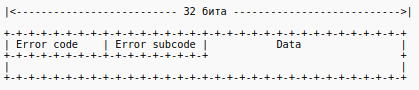 |<-------------------------- 32 бита --------------------------->|
+-+-+-+-+-+-+-+-+-+-+-+-+-+-+-+-+-+-+-+-+-+-+-+-+-+-+-+-+-+-+-+-+
| Error code    | Error subcode |           Data                |
+-+-+-+-+-+-+-+-+-+-+-+-+-+-+-+-+                               +
|                                                               |
+-+-+-+-+-+-+-+-+-+-+-+-+-+-+-+-+-+-+-+-+-+-+-+-+-+-+-+-+-+-+-+-+